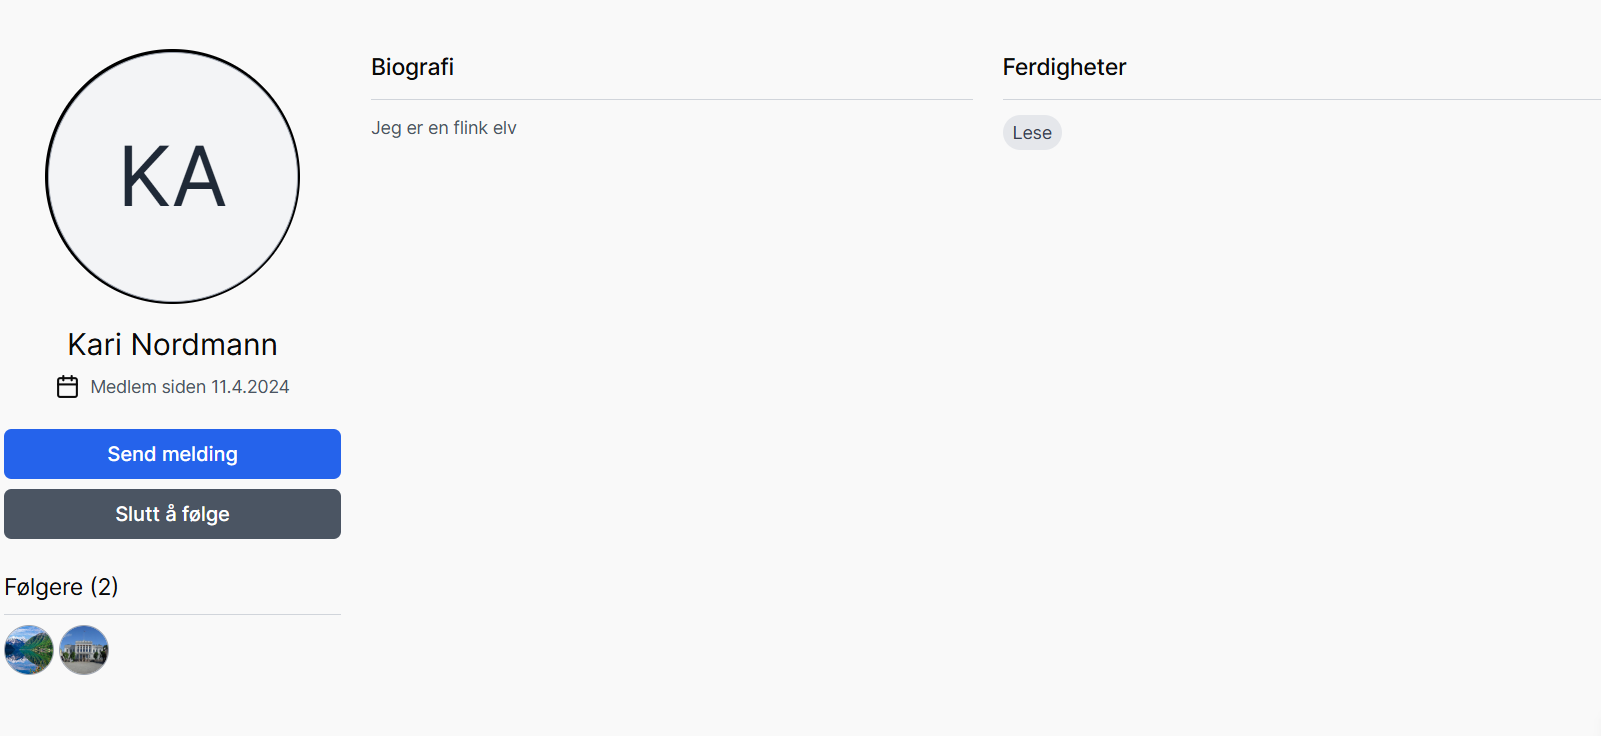 KA
Kari Nordmann
Medlem siden 11.4.2024
Send melding
Slutt å følge
Følgere (2)
Biografi
Jeg er en flink elv
Ferdigheter
Lese